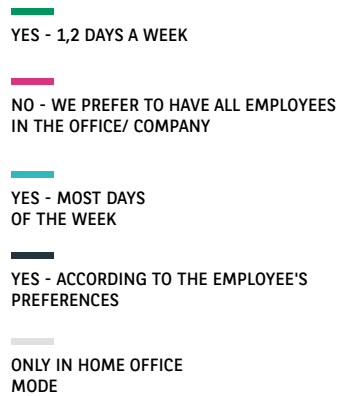 YES - 1,2 DAYS A WEEK
NO - WE PREFER TO HAVE ALL EMPLOYEES
IN THE OFFICE/ COMPANY
YES - MOST DAYS
OF THE WEEK
YES - ACCORDING TO THE EMPLOYEE'S
PREFERENCES
ONLY IN HOME OFFICE
MODE